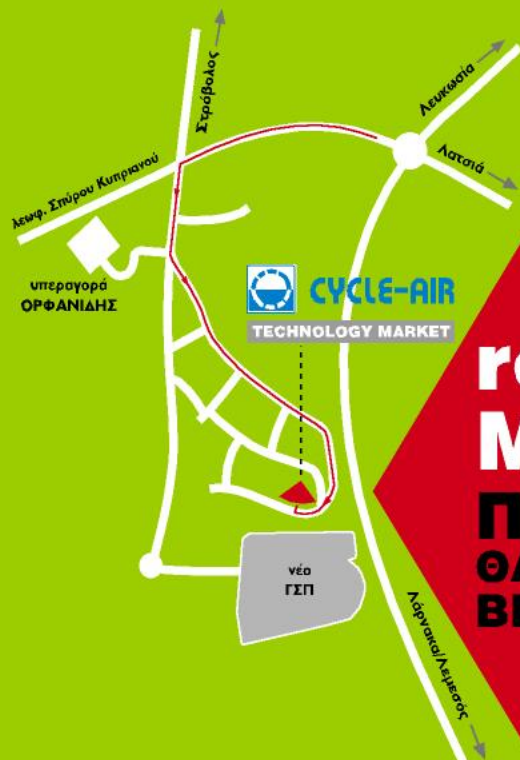 Στρόβολος
Λευκωσία
Λατσιά
λεωφ. Σπύρου Κυπριανού
υπεραγορά
ΟΡΦΑΝΙΔΗΣ
CYCLE-AIR
TECHNOLOGY MARKET
νέο
ΓΣΠ
Λάρνακα/Λεμεσός